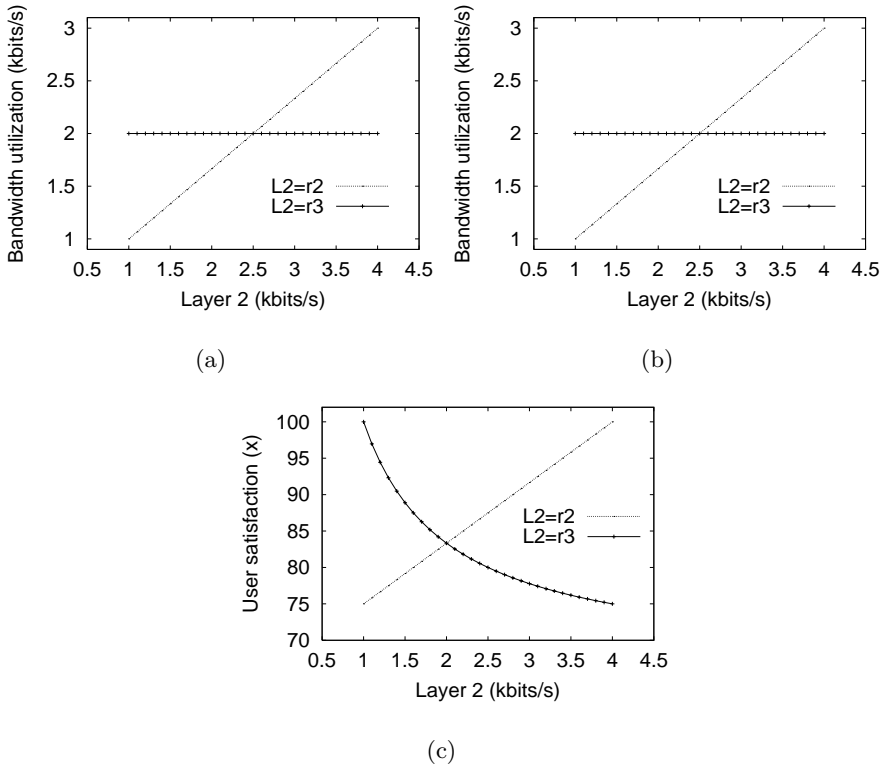 Bandwidth utilization (kbits/s)
3
2.5
2
1.5
1
L2=r2
L2=r3
0.5 1 1.5 2 2.5 3 3.5 4 4.5
Layer 2 (kbits/s)
(a)
Bandwidth utilization (kbits/s)
3
2.5
2
1.5
1
L2=r2
L2=r3
0.5 1 1.5 2 2.5 3 3.5 4 4.5
Layer 2 (kbits/s)
(b)
User satisfaction (x)
100
95
90
85
80
75
70
L2=r2
L2=r3
0.5 1 1.5 2 2.5 3 3.5 4 4.5
Layer 2 (kbits/s)
(c)